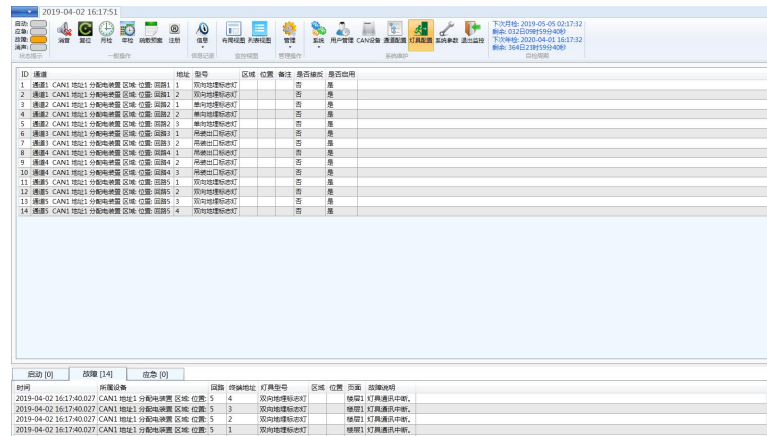 2019-04-02 16:17:51
启动:
应急:
故障:
消声:
状态指示
消音 复位 月检 年检 疏散预案 注册
一般操作
信息
信息记录
布局视图 列表视图
监控视图
管理
管理操作
系统 用户管理 CAN设备 通道配置 灯具配置 系统参数 退出监控
系统维护
下次月检: 2019-05-05 02:17:32
剩余: 032日09时59分40秒
下次年检: 2020-04-01 16:17:32
剩余: 364日23时59分40秒
自检周期
ID 通道 地址 型号 区域 位置 备注 是否接反 是否启用
1 通道1 CAN1 地址1 分配电装置 区域: 位置: 回路1 1 双向地埋标志灯 否 是
2 通道1 CAN1 地址1 分配电装置 区域: 位置: 回路1 2 双向地埋标志灯 否 是
3 通道2 CAN1 地址1 分配电装置 区域: 位置: 回路2 1 单向地埋标志灯 否 是
4 通道2 CAN1 地址1 分配电装置 区域: 位置: 回路2 2 单向地埋标志灯 否 是
5 通道2 CAN1 地址1 分配电装置 区域: 位置: 回路2 3 单向地埋标志灯 否 是
6 通道3 CAN1 地址1 分配电装置 区域: 位置: 回路3 1 吊装出口标志灯 否 是
7 通道3 CAN1 地址1 分配电装置 区域: 位置: 回路3 2 吊装出口标志灯 否 是
8 通道4 CAN1 地址1 分配电装置 区域: 位置: 回路4 1 吊装出口标志灯 否 是
9 通道4 CAN1 地址1 分配电装置 区域: 位置: 回路4 2 吊装出口标志灯 否 是
10 通道4 CAN1 地址1 分配电装置 区域: 位置: 回路4 3 吊装出口标志灯 否 是
11 通道5 CAN1 地址1 分配电装置 区域: 位置: 回路5 1 双向地埋标志灯 否 是
12 通道5 CAN1 地址1 分配电装置 区域: 位置: 回路5 2 双向地埋标志灯 否 是
13 通道5 CAN1 地址1 分配电装置 区域: 位置: 回路5 3 双向地埋标志灯 否 是
14 通道5 CAN1 地址1 分配电装置 区域: 位置: 回路5 4 双向地埋标志灯 否 是
启动 [0] 故障 [14] 应急 [0]
时间 所属设备 回路 终端地址 灯具型号 区域 位置 页面 故障说明
2019-04-02 16:17:40.027 CAN1 地址1 分配电装置 区域: 位置: 5 4 双向地埋标志灯 楼层1 灯具通讯中断。
2019-04-02 16:17:40.027 CAN1 地址1 分配电装置 区域: 位置: 5 3 双向地埋标志灯 楼层1 灯具通讯中断。
2019-04-02 16:17:40.027 CAN1 地址1 分配电装置 区域: 位置: 5 2 双向地埋标志灯 楼层1 灯具通讯中断。
2019-04-02 16:17:40.027 CAN1 地址1 分配电装置 区域: 位置: 5 1 双向地埋标志灯 楼层1 灯具通讯中断。